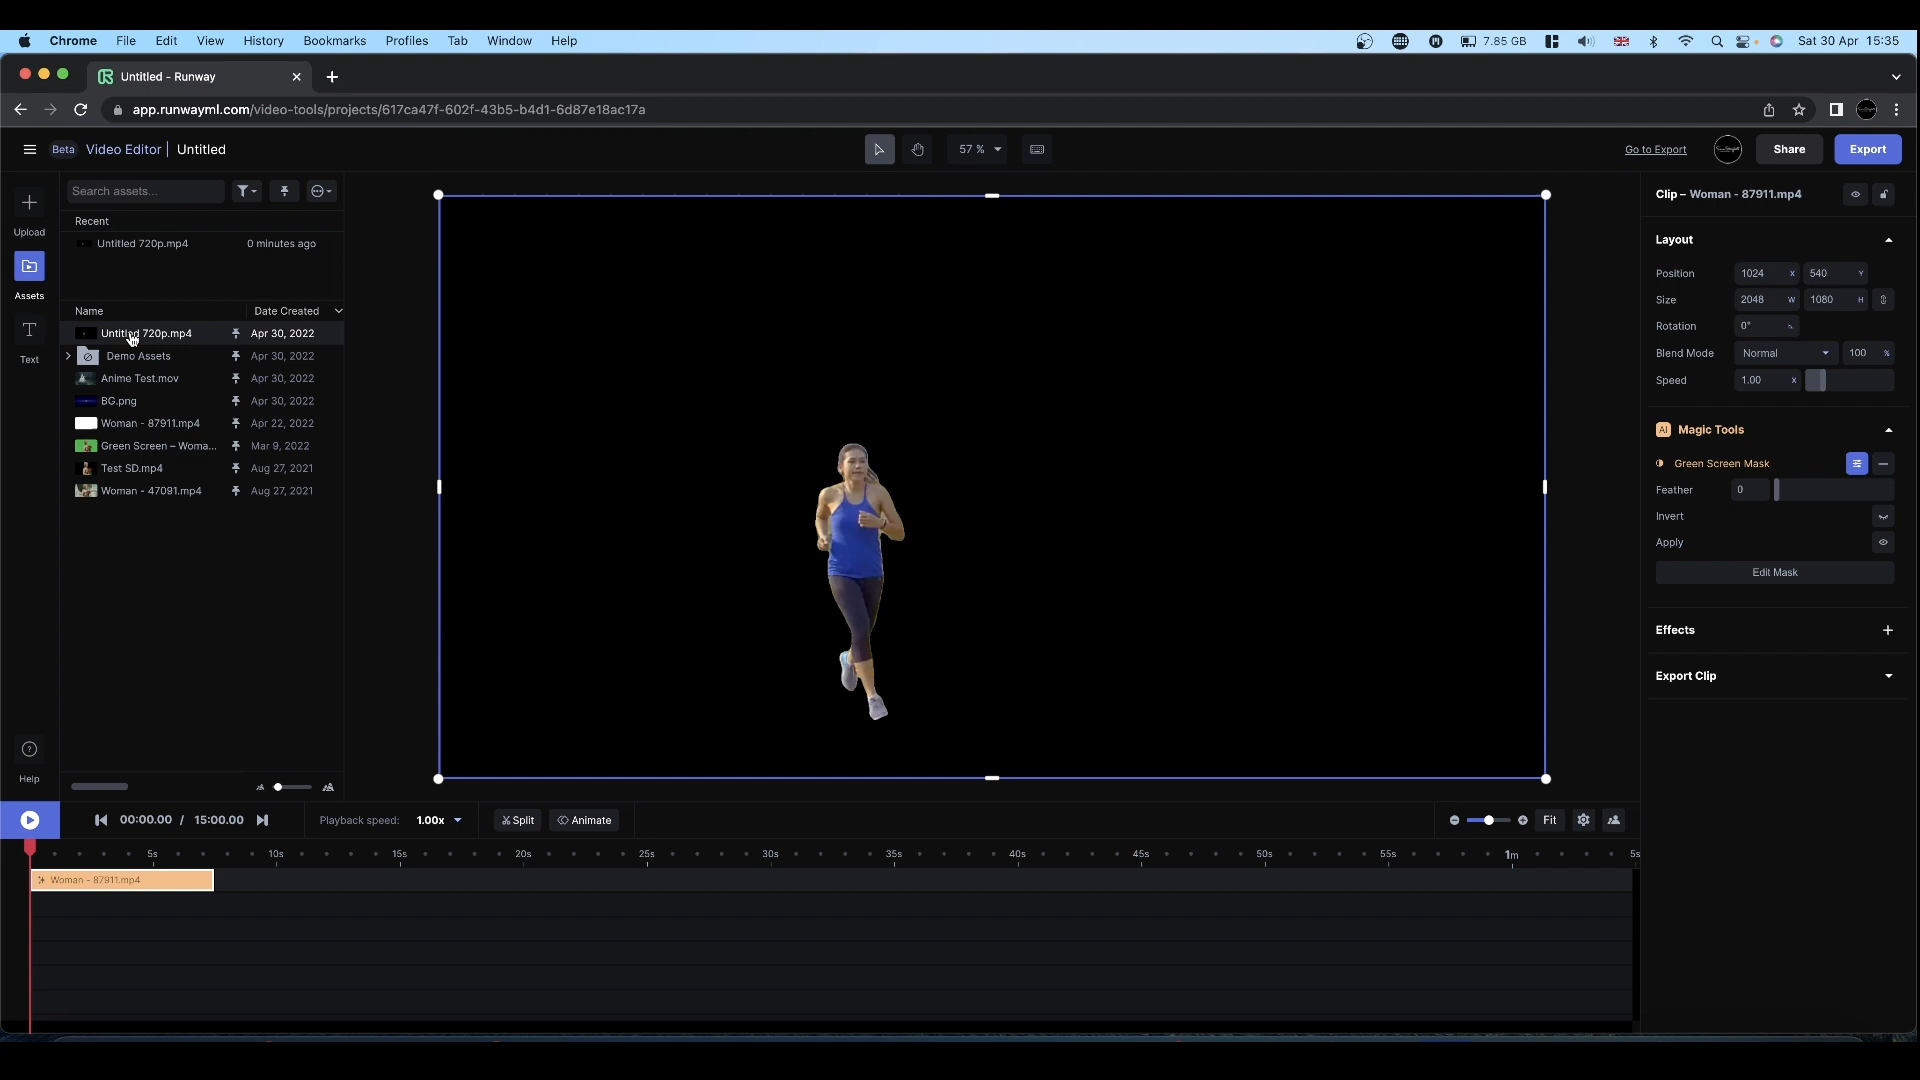 Chrome File Edit View History Bookmarks Profiles Tab Window Help 7.85 GB Sat 30 Apr 15:35
Untitled - Runway
app.runwayml.com/video-tools/projects/617ca47f-602f-43b5-b4d1-6d87e18ac17a
Beta Video Editor | Untitled 57 % Go to Export Share Export
Upload
Assets
Text
Help
Search assets...
Recent
Untitled 720p.mp4 0 minutes ago
Name Date Created
Untitled 720p.mp4 Apr 30, 2022
Demo Assets Apr 30, 2022
Anime Test.mov Apr 30, 2022
BG.png Apr 30, 2022
Woman - 87911.mp4 Apr 22, 2022
Green Screen – Woma... Mar 9, 2022
Test SD.mp4 Aug 27, 2021
Woman - 47091.mp4 Aug 27, 2021
Clip – Woman - 87911.mp4
Layout
Position 1024 X 540 Y
Size 2048 W 1080 H
Rotation 0°
Blend Mode Normal 100 %
Speed 1.00 X
AI Magic Tools
Green Screen Mask
Feather 0
Invert
Apply
Edit Mask
Effects
Export Clip
00:00.00 / 15:00.00 Playback speed: 1.00x Split Animate Fit
5s 10s 15s 20s 25s 30s 35s 40s 45s 50s 55s 1m 5s
Woman - 87911.mp4